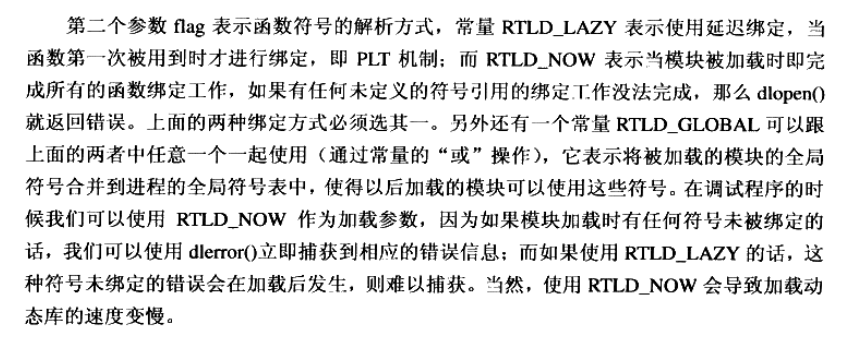 第二个参数 flag 表示函数符号的解析方式，常量 RTLD_LAZY 表示使用延迟绑定，当
函数第一次被用到时才进行绑定，即 PLT 机制；而 RTLD_NOW 表示当模块被加载时即完
成所有的函数绑定工作，如果有任何未定义的符号引用的绑定工作没法完成，那么 dlopen()
就返回错误。上面的两种绑定方式必须选其一。另外还有一个常量 RTLD_GLOBAL 可以跟
上面的两者中任意一个一起使用（通过常量的“或”操作），它表示将被加载的模块的全局
符号合并到进程的全局符号表中，使得以后加载的模块可以使用这些符号。在调试程序的时
候我们可以使用 RTLD_NOW 作为加载参数，因为如果模块加载时有任何符号未被绑定的
话，我们可以使用 dlerror()立即捕获到相应的错误信息；而如果使用 RTLD_LAZY 的话，这
种符号未绑定的错误会在加载后发生，则难以捕获。当然，使用 RTLD_NOW 会导致加载动
态库的速度变慢。